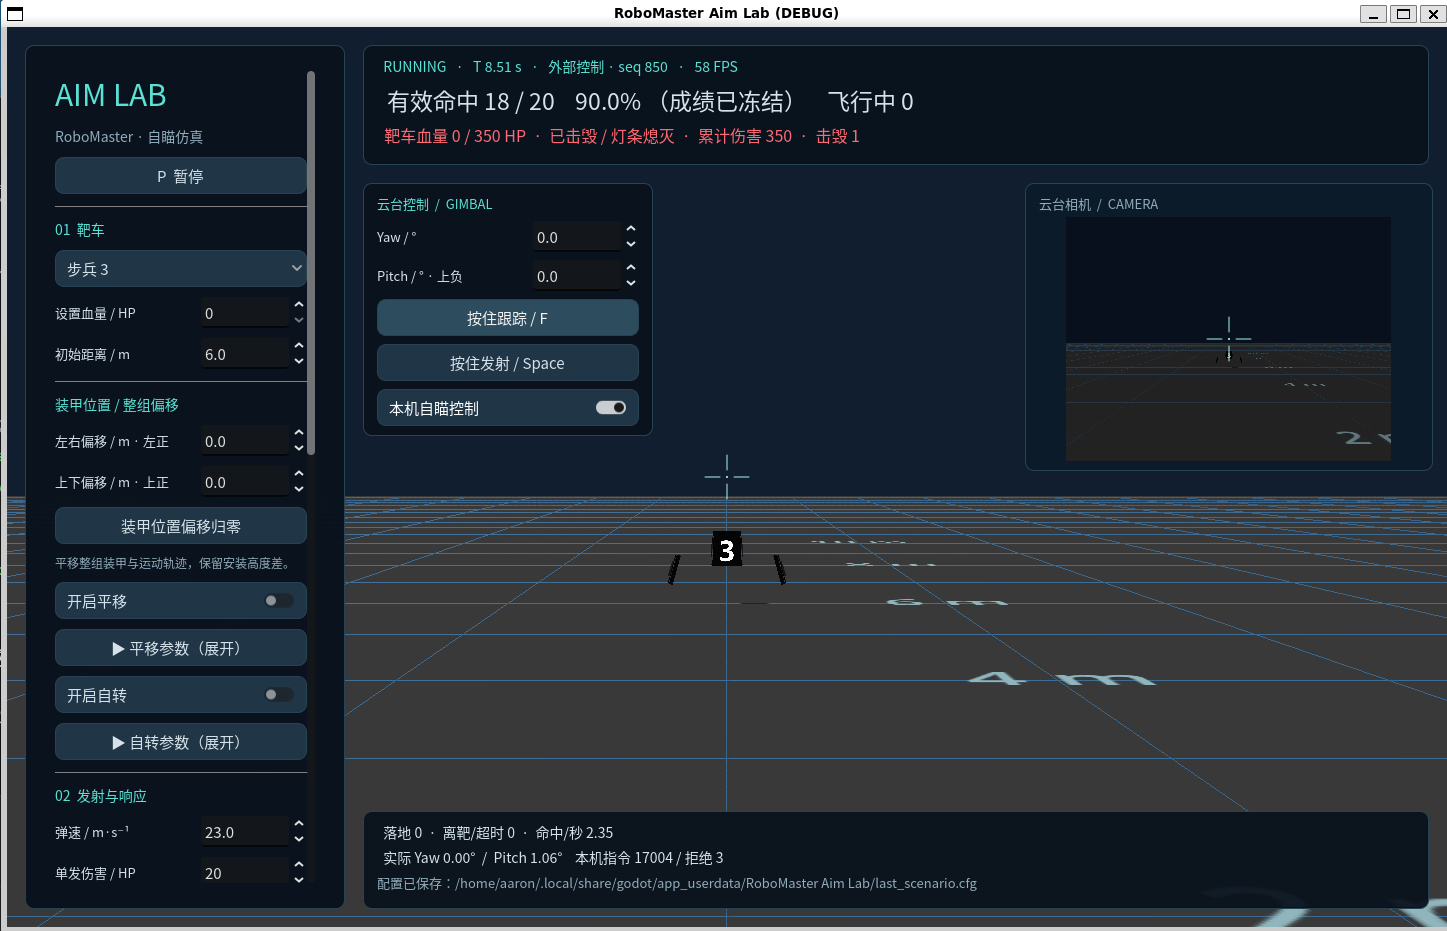 RoboMaster Aim Lab (DEBUG)
AIM LAB
RoboMaster · 自瞄仿真
P 暂停
01 靶车
步兵 3
设置血量 / HP 0
初始距离 / m 6.0
装甲位置 / 整组偏移
左右偏移 / m · 左正 0.0
上下偏移 / m · 上正 0.0
装甲位置偏移归零
平移整组装甲与运动轨迹，保留安装高度差。
开启平移
▶ 平移参数（展开）
开启自转
▶ 自转参数（展开）
02 发射与响应
弹速 / m·s⁻¹ 23.0
单发伤害 / HP 20
RUNNING · T 8.51 s · 外部控制 · seq 850 · 58 FPS
有效命中 18 / 20 90.0% （成绩已冻结） 飞行中 0
靶车血量 0 / 350 HP · 已击毁 / 灯条熄灭 · 累计伤害 350 · 击毁 1
云台控制 / GIMBAL
Yaw / ° 0.0
Pitch / ° · 上负 0.0
按住跟踪 / F
按住发射 / Space
本机自瞄控制
云台相机 / CAMERA
4 m
2
3
6 m
4 m
落地 0 · 离靶/超时 0 · 命中/秒 2.35
实际 Yaw 0.00° / Pitch 1.06° 本机指令 17004 / 拒绝 3
配置已保存：/home/aaron/.local/share/godot/app_userdata/RoboMaster Aim Lab/last_scenario.cfg